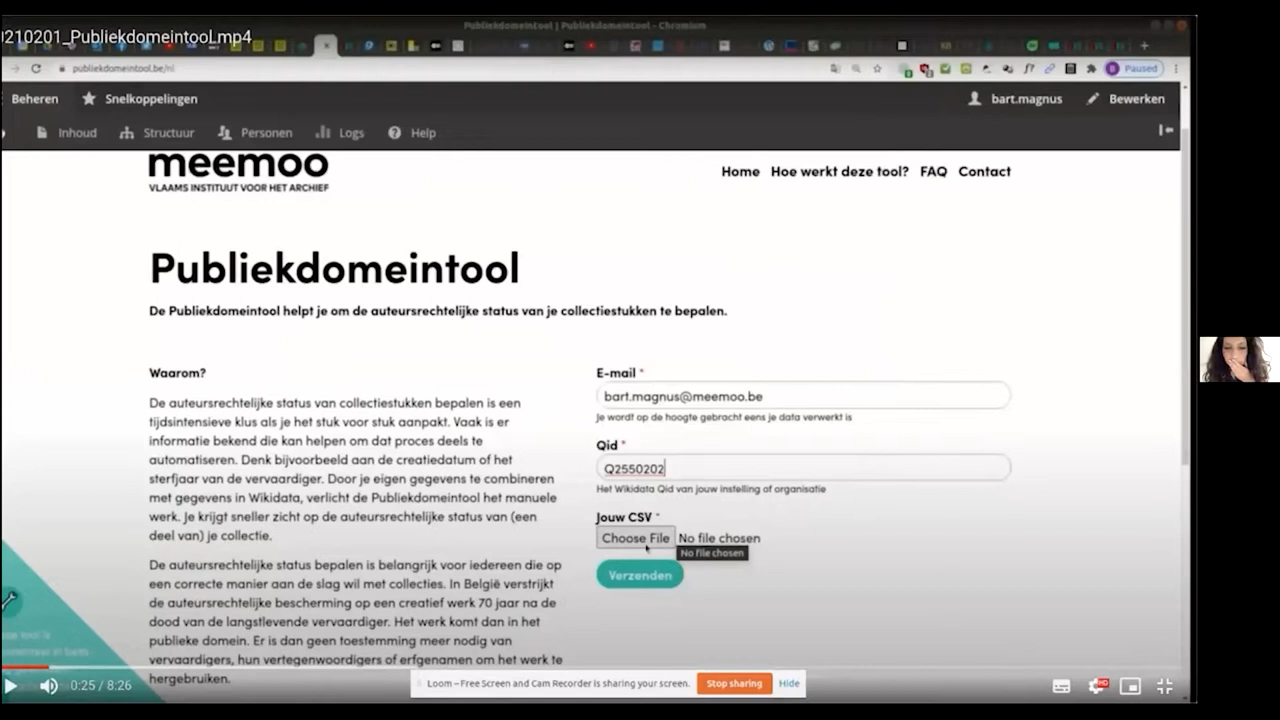 Publiekdomeintool | Publiekdomeintool - Chromium
0210201_Publiekdomeintool.mp4
publiekdomeintool.be/nl
Paused
Beheren Snelkoppelingen bart.magnus Bewerken
Inhoud Structuur Personen Logs Help
meemoo
VLAAMS INSTITUUT VOOR HET ARCHIEF
Home Hoe werkt deze tool? FAQ Contact
Publiekdomeintool
De Publiekdomeintool helpt je om de auteursrechtelijke status van je collectiestukken te bepalen.
Waarom?
De auteursrechtelijke status van collectiestukken bepalen is een
tijdsintensieve klus als je het stuk voor stuk aanpakt. Vaak is er
informatie bekend die kan helpen om dat proces deels te
automatiseren. Denk bijvoorbeeld aan de creatiedatum of het
sterfjaar van de vervaardiger. Door je eigen gegevens te combineren
met gegevens in Wikidata, verlicht de Publiekdomeintool het manuele
werk. Je krijgt sneller zicht op de auteursrechtelijke status van (een
deel van) je collectie.
De auteursrechtelijke status bepalen is belangrijk voor iedereen die op
een correcte manier aan de slag wil met collecties. In België verstrijkt
de auteursrechtelijke bescherming op een creatief werk 70 jaar na de
dood van de langstlevende vervaardiger. Het werk komt dan in het
publieke domein. Er is dan geen toestemming meer nodig van
vervaardigers, hun vertegenwoordigers of erfgenamen om het werk te
hergebruiken.
E-mail *
bart.magnus@meemoo.be
Je wordt op de hoogte gebracht eens je data verwerkt is
Qid *
Q2550202
Het Wikidata Qid van jouw instelling of organisatie
Jouw CSV *
Choose File No file chosen
No file chosen
Verzenden
0:25 / 8:26
Loom – Free Screen and Cam Recorder is sharing your screen. Stop sharing Hide
HD